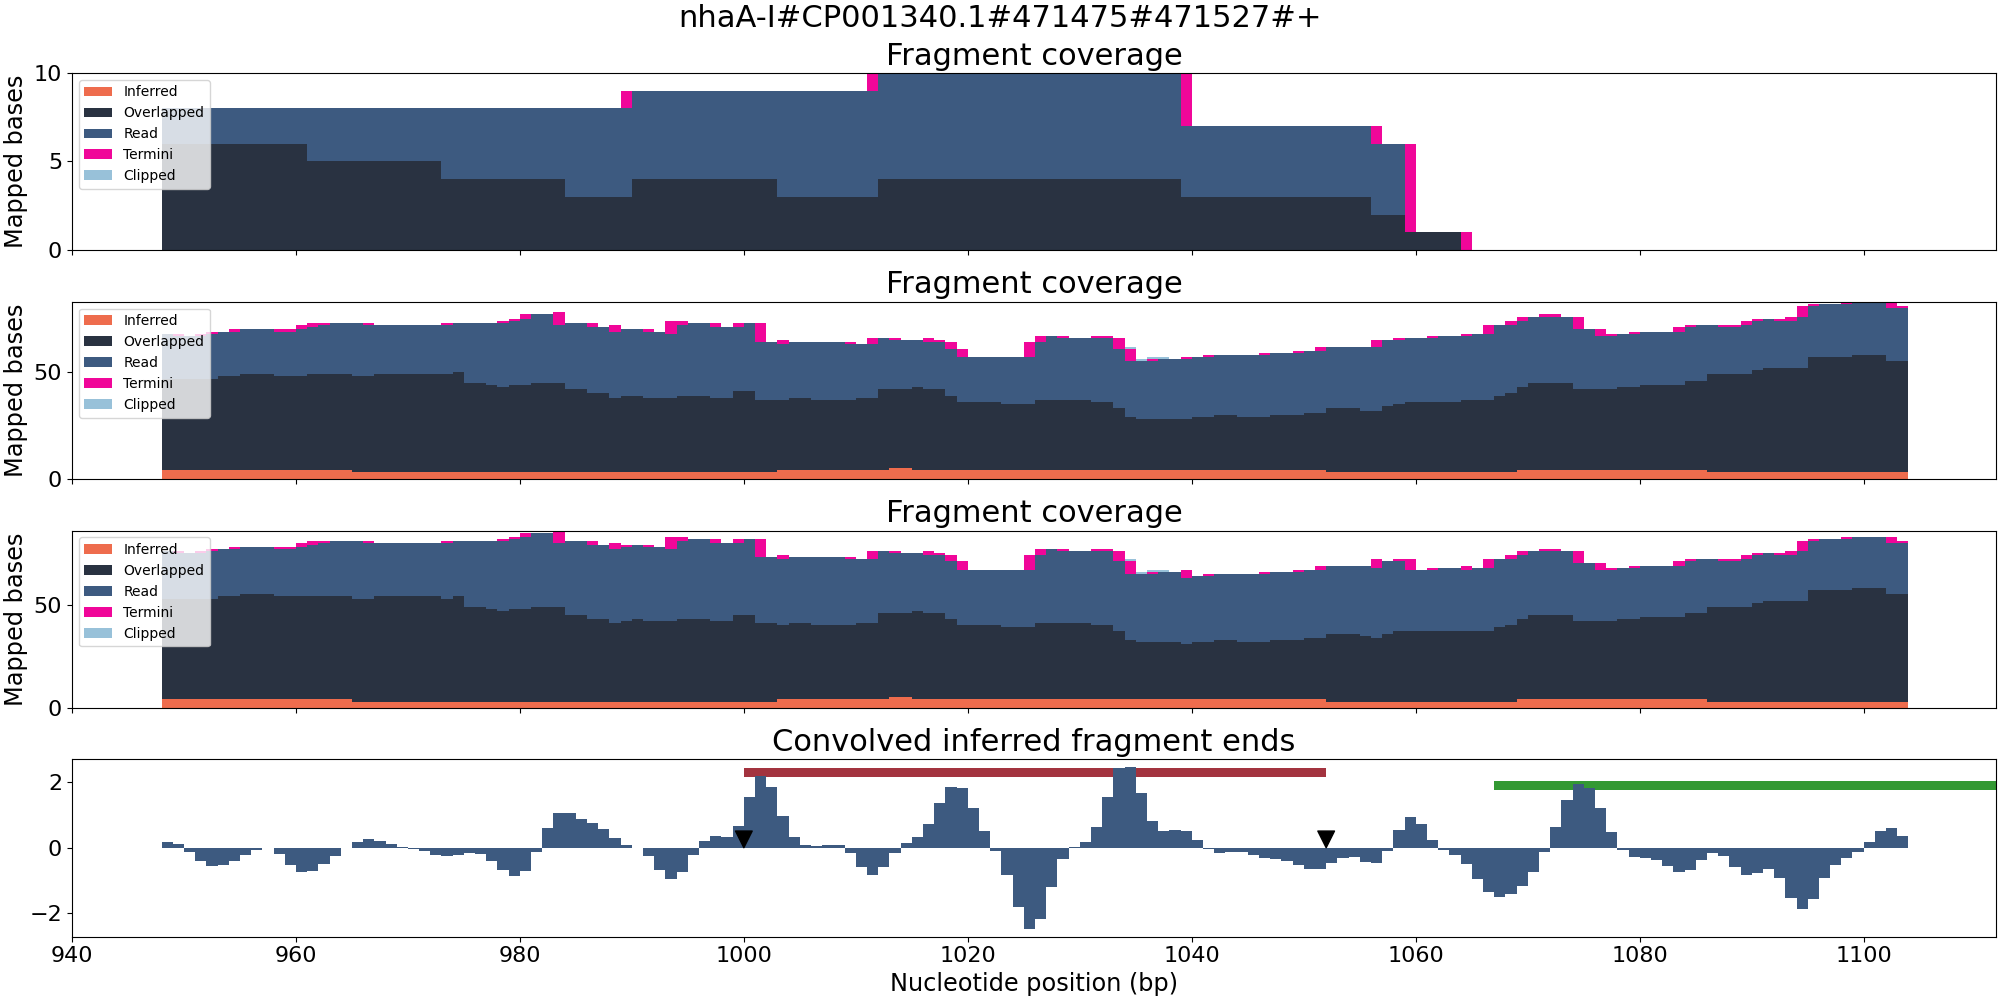 nhaA-I#CP001340.1#471475#471527#+
Fragment coverage
Mapped bases
10
5
0
Inferred
Overlapped
Read
Termini
Clipped
Fragment coverage
Mapped bases
50
0
Inferred
Overlapped
Read
Termini
Clipped
Fragment coverage
Mapped bases
50
0
Inferred
Overlapped
Read
Termini
Clipped
Convolved inferred fragment ends
2
0
−2
940 960 980 1000 1020 1040 1060 1080 1100
Nucleotide position (bp)